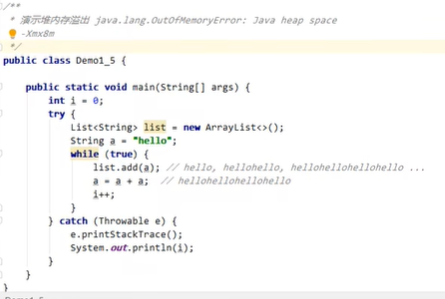 /**
 * 演示堆内存溢出 java.lang.OutOfMemoryError: Java heap space
 -Xmx8m
 */
public class Demo1_5 {
    public static void main(String[] args) {
        int i = 0;
        try {
            List<String> list = new ArrayList<>();
            String a = "hello";
            while (true) {
                list.add(a); // hello, hellohello, hellohellohellohello ...
                a = a + a;  // hellohellohellohello
                i++;
            }
        } catch (Throwable e) {
            e.printStackTrace();
            System.out.println(i);
        }
    }
}